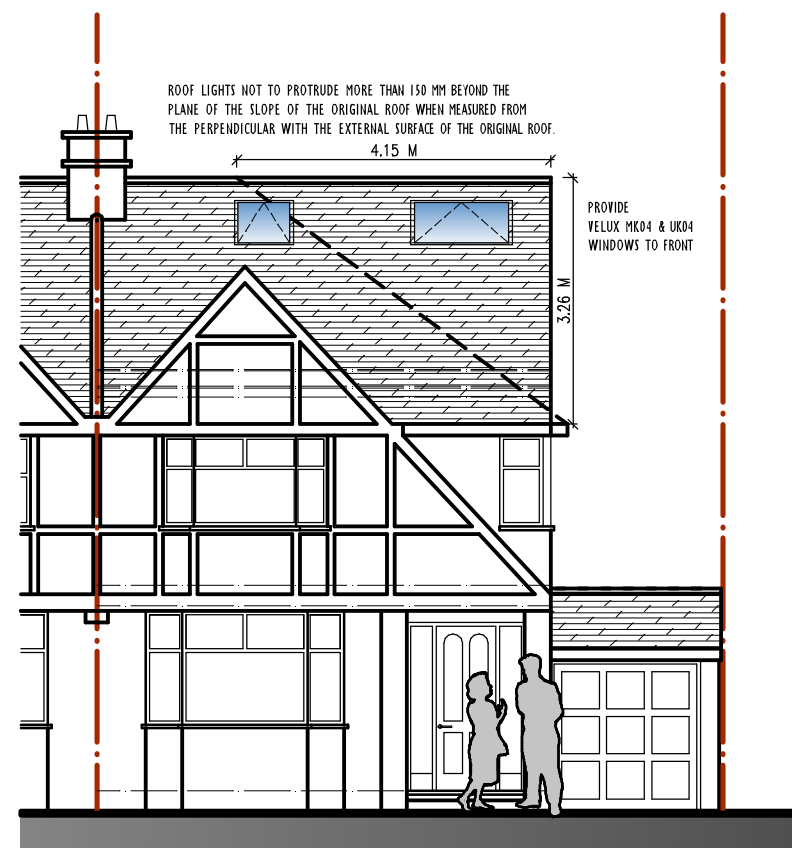 ROOF LIGHTS NOT TO PROTRUDE MORE THAN 150 MM BEYOND THE
PLANE OF THE SLOPE OF THE ORIGINAL ROOF WHEN MEASURED FROM
THE PERPENDICULAR WITH THE EXTERNAL SURFACE OF THE ORIGINAL ROOF.
4.15 M
PROVIDE
VELUX MK04 & UK04
WINDOWS TO FRONT
3.26 M